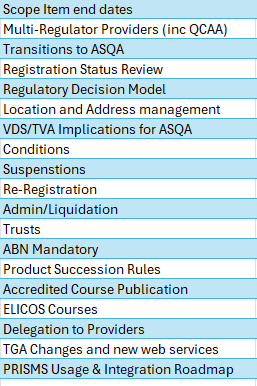 Scope Item end dates
Multi-Regulator Providers (inc QCAA)
Transitions to ASQA
Registration Status Review
Regulatory Decision Model
Location and Address management
VDS/TVA Implications for ASQA
Conditions
Suspenstions
Re-Registration
Admin/Liquidation
Trusts
ABN Mandatory
Product Succession Rules
Accredited Course Publication
ELICOS Courses
Delegation to Providers
TGA Changes and new web services
PRISMS Usage & Integration Roadmap